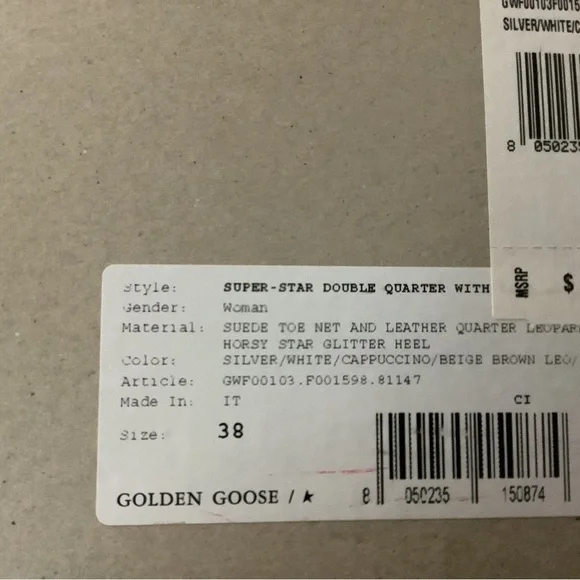 GWF00103F00159
SILVER/WHITE/C
8 050235
MSRP $
Style: SUPER-STAR DOUBLE QUARTER WITH
Gender: Woman
Material: SUEDE TOE NET AND LEATHER QUARTER LEOPAR
HORSY STAR GLITTER HEEL
Color: SILVER/WHITE/CAPPUCCINO/BEIGE BROWN LEO/
Article: GWF00103.F001598.81147
Made In: IT
CI
Size: 38
GOLDEN GOOSE / ★
8 050235 150874